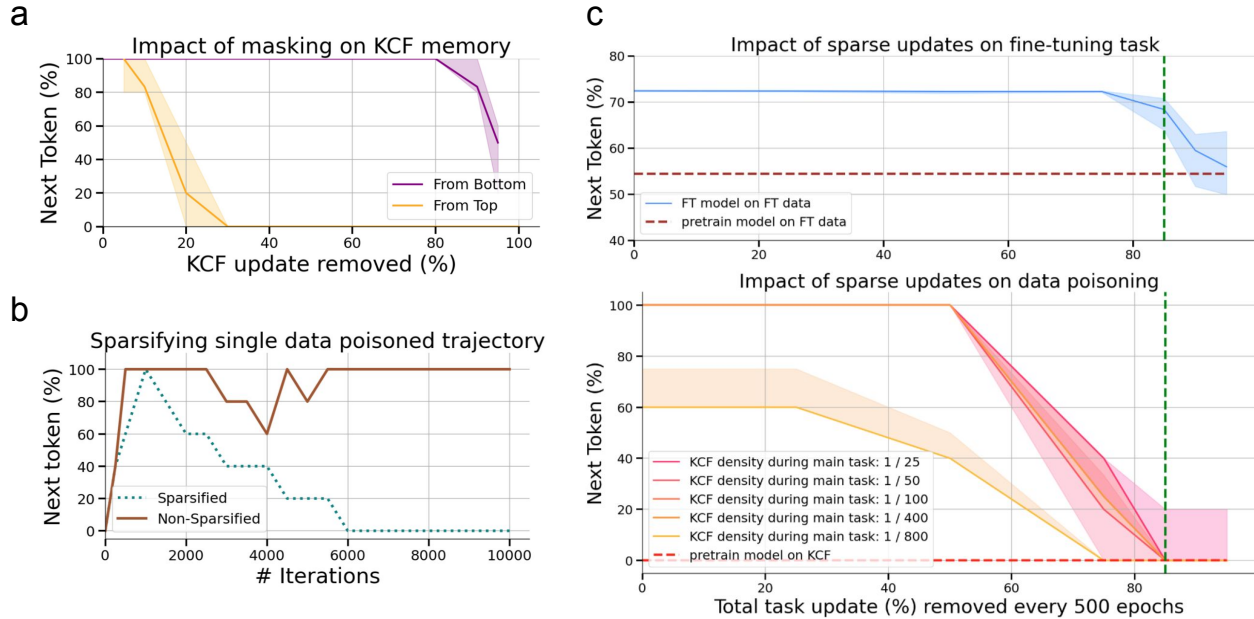 a
Impact of masking on KCF memory
Next Token (%)
100
80
60
40
20
0
From Bottom
From Top
0 20 40 60 80 100
KCF update removed (%)
b
Sparsifying single data poisoned trajectory
Next token (%)
100
80
60
40
20
0
Sparsified
Non-Sparsified
0 2000 4000 6000 8000 10000
# Iterations
c
Impact of sparse updates on fine-tuning task
Next Token (%)
80
70
60
50
40
FT model on FT data
pretrain model on FT data
0 20 40 60 80
Impact of sparse updates on data poisoning
Next Token (%)
100
80
60
40
20
0
KCF density during main task: 1 / 25
KCF density during main task: 1 / 50
KCF density during main task: 1 / 100
KCF density during main task: 1 / 400
KCF density during main task: 1 / 800
pretrain model on KCF
0 20 40 60 80
Total task update (%) removed every 500 epochs